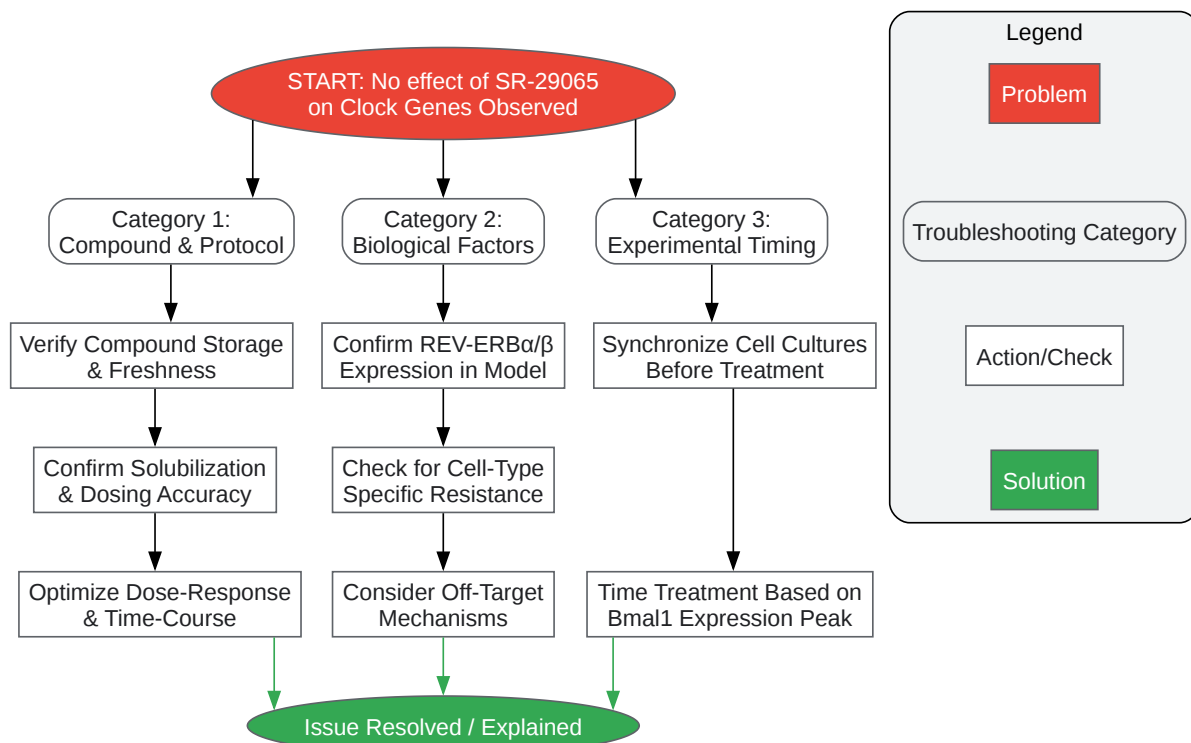 START: No effect of SR-29065
on Clock Genes Observed
Category 1:
Compound & Protocol
Category 2:
Biological Factors
Category 3:
Experimental Timing
Verify Compound Storage
& Freshness
Confirm REV-ERBα/β
Expression in Model
Synchronize Cell Cultures
Before Treatment
Confirm Solubilization
& Dosing Accuracy
Check for Cell-Type
Specific Resistance
Optimize Dose-Response
& Time-Course
Consider Off-Target
Mechanisms
Time Treatment Based on
Bmal1 Expression Peak
Issue Resolved / Explained
Legend
Problem
Troubleshooting Category
Action/Check
Solution